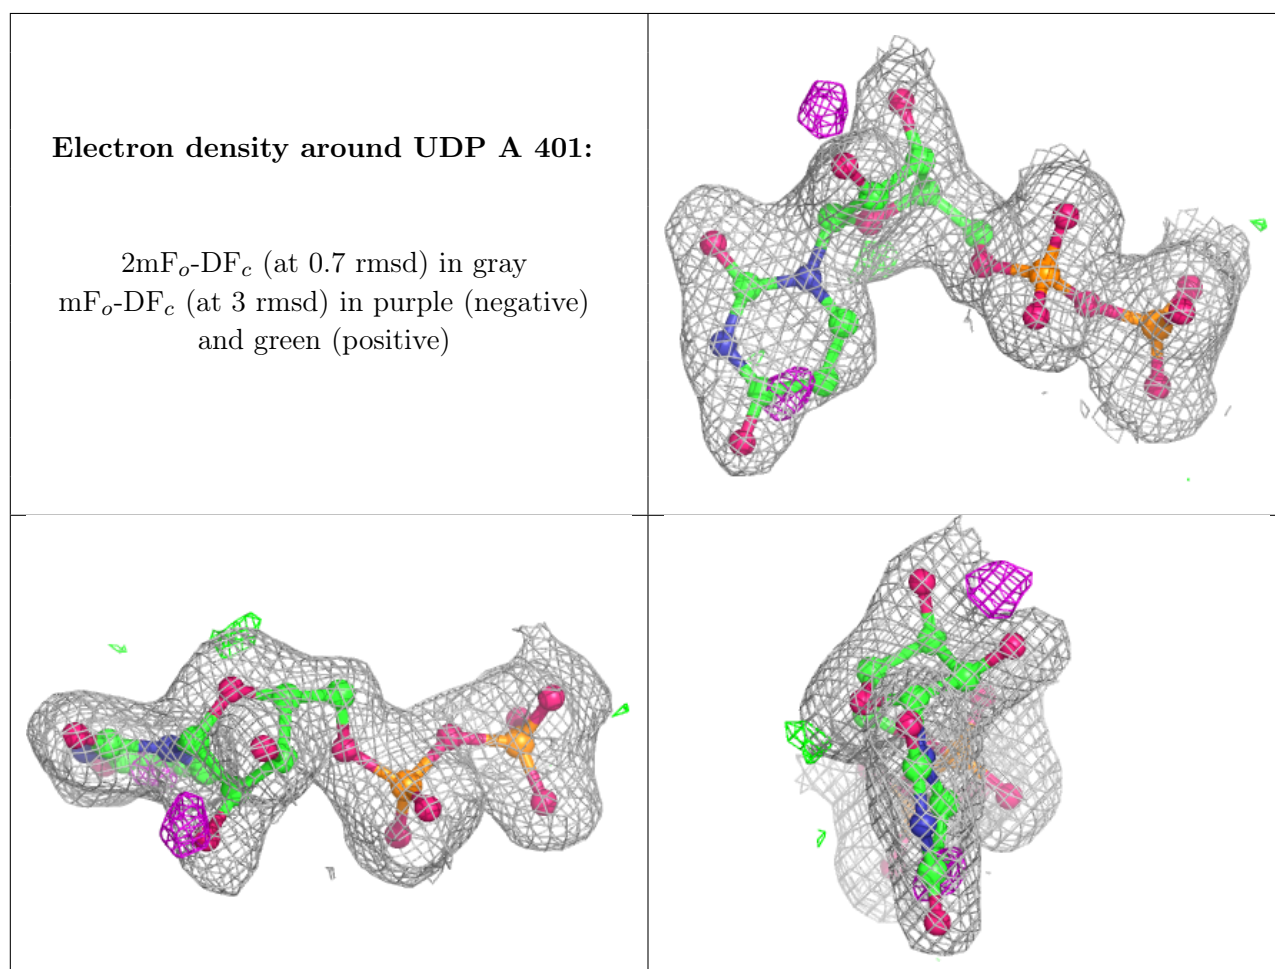 Electron density around UDP A 401:
2mFₒ-DF𝒸 (at 0.7 rmsd) in gray
mFₒ-DF𝒸 (at 3 rmsd) in purple (negative)
and green (positive)